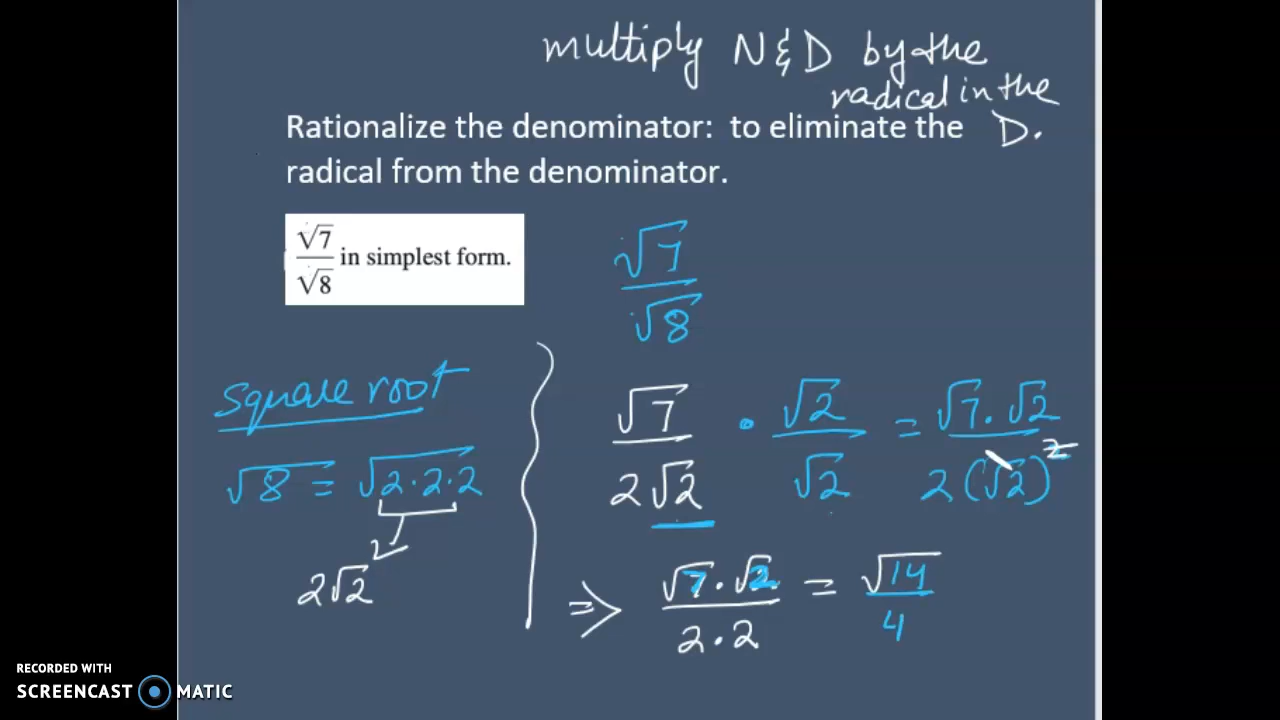 multiply N & D by the
radical in the
Rationalize the denominator: to eliminate the D.
radical from the denominator.
√7/√8 in simplest form.
√7/√8
Square root
√8 = √2·2·2
2√2
√7/2√2 · √2/√2 = √7·√2/2(√2)²
⇒ √7·√2/2·2 = √14/4
RECORDED WITH
SCREENCAST MATIC